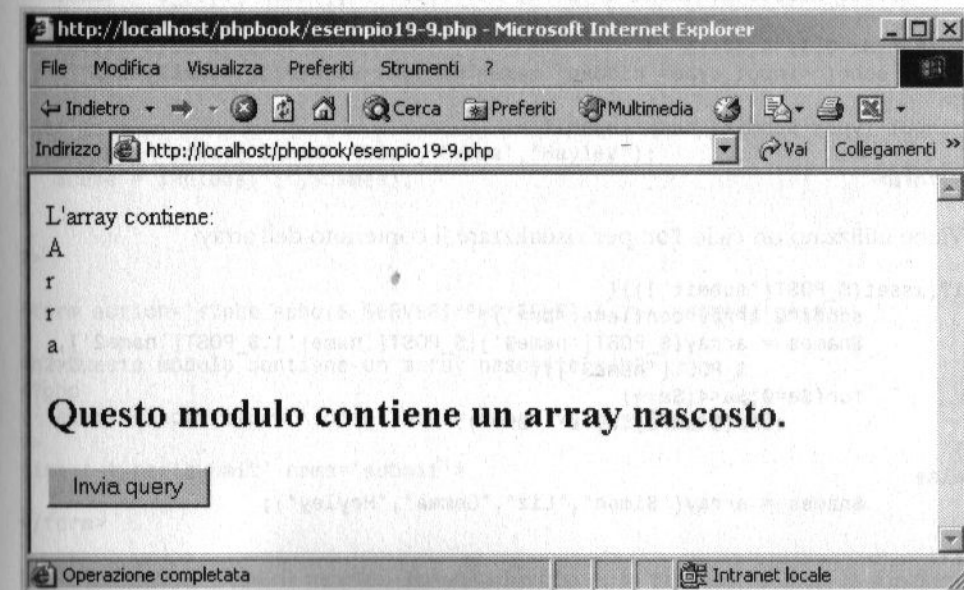 http://localhost/phpbook/esempio19-9.php - Microsoft Internet Explorer
File Modifica Visualizza Preferiti Strumenti ?
Indietro Cerca Preferiti Multimedia
Indirizzo http://localhost/phpbook/esempio19-9.php Vai Collegamenti »
L'array contiene:
A
r
r
a
Questo modulo contiene un array nascosto.
Invia query
Operazione completata Intranet locale